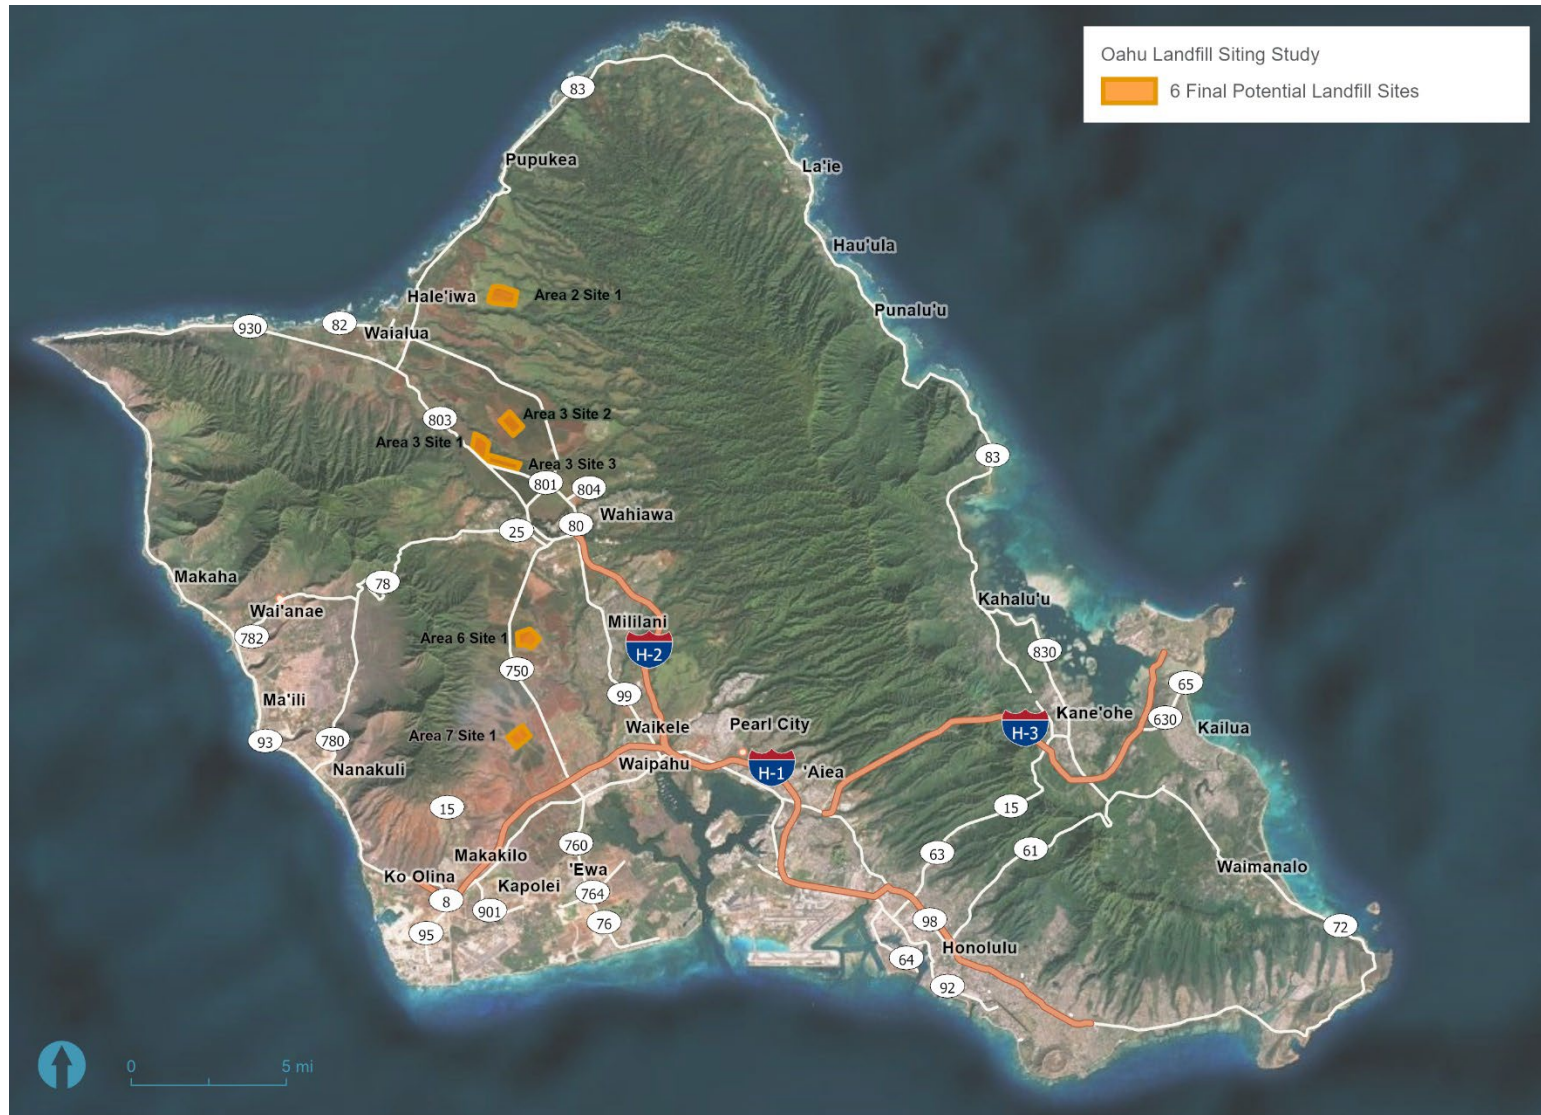 Oahu Landfill Siting Study
6 Final Potential Landfill Sites
83
Pupukea
La'ie
Hau'ula
Hale'iwa
Area 2 Site 1
Punalu'u
930
82
Waialua
803
Area 3 Site 2
Area 3 Site 1
Area 3 Site 3
83
801
804
Wahiawa
25
80
Makaha
78
Wai'anae
Kahalu'u
782
Area 6 Site 1
Mililani
H-2
830
750
65
Ma'ili
99
Kane'ohe
630
Kailua
Waikele
Pearl City
H-3
93
780
Area 7 Site 1
Nanakuli
Waipahu
H-1
'Aiea
15
15
760
63
61
Makakilo
Waimanalo
Ko Olina
'Ewa
Kapolei
764
8
901
76
95
98
72
Honolulu
64
92
0
5 mi